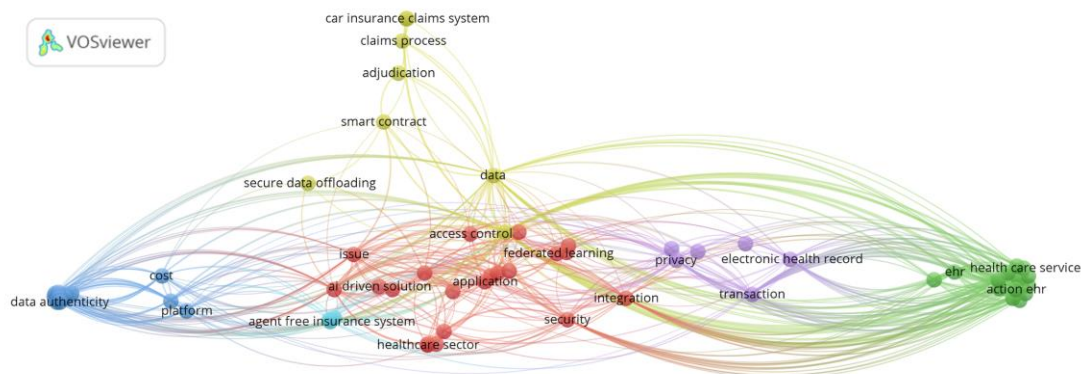 VOSviewer
car insurance claims system
claims process
adjudication
smart contract
data
secure data offloading
access control
issue
federated learning
privacy
electronic health record
cost
ehr
health care service
data authenticity
platform
ai driven solution
application
integration
transaction
action ehr
agent free insurance system
security
healthcare sector